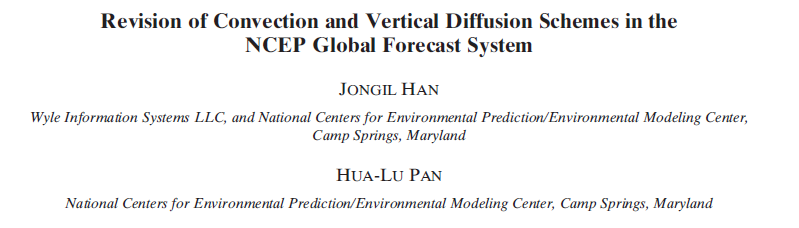 Revision of Convection and Vertical Diffusion Schemes in the
NCEP Global Forecast System
JONGIL HAN
Wyle Information Systems LLC, and National Centers for Environmental Prediction/Environmental Modeling Center,
Camp Springs, Maryland
HUA-LU PAN
National Centers for Environmental Prediction/Environmental Modeling Center, Camp Springs, Maryland